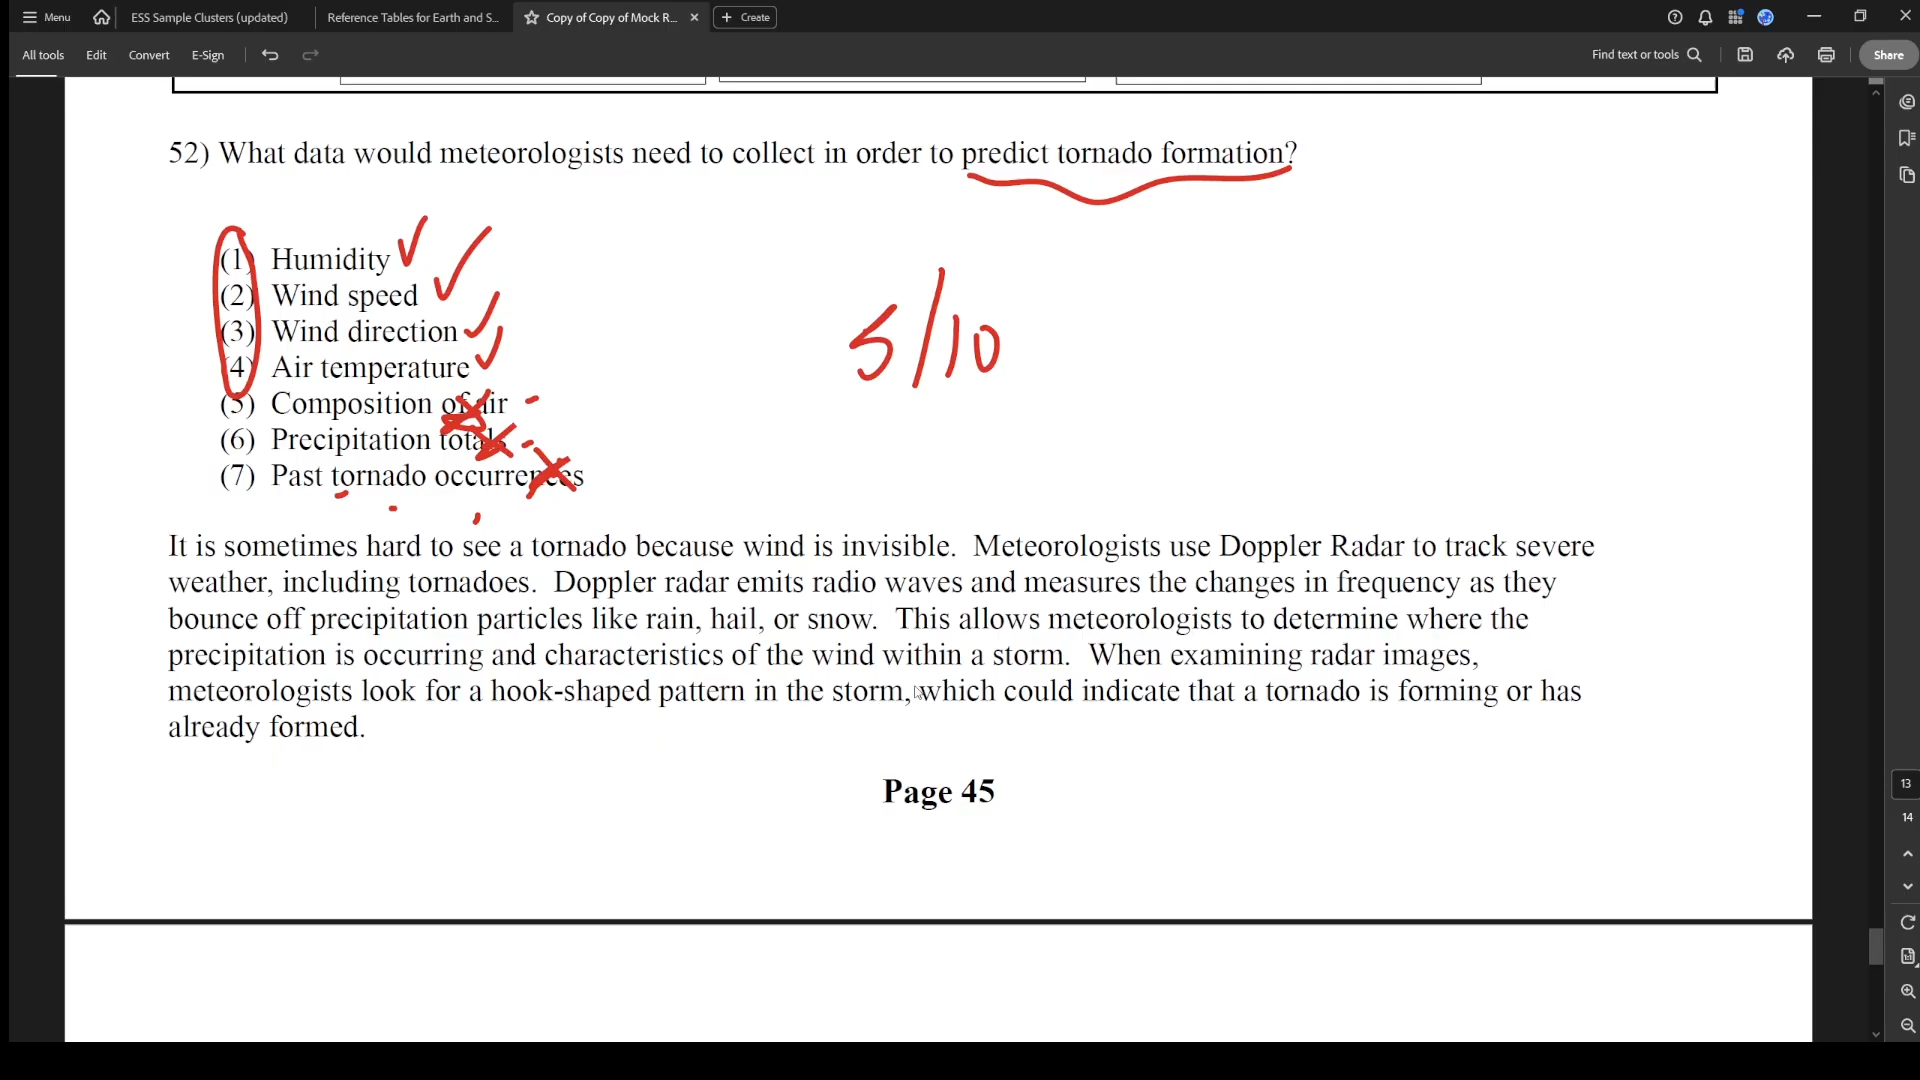 Menu
ESS Sample Clusters (updated)
Reference Tables for Earth and S...
Copy of Copy of Mock R...
Create
All tools
Edit
Convert
E-Sign
Find text or tools
Share
52) What data would meteorologists need to collect in order to predict tornado formation?
(1) Humidity
(2) Wind speed
(3) Wind direction
(4) Air temperature
(5) Composition of air
(6) Precipitation totals
(7) Past tornado occurrences
5/10
It is sometimes hard to see a tornado because wind is invisible. Meteorologists use Doppler Radar to track severe
weather, including tornadoes. Doppler radar emits radio waves and measures the changes in frequency as they
bounce off precipitation particles like rain, hail, or snow. This allows meteorologists to determine where the
precipitation is occurring and characteristics of the wind within a storm. When examining radar images,
meteorologists look for a hook-shaped pattern in the storm, which could indicate that a tornado is forming or has
already formed.
Page 45
13
14